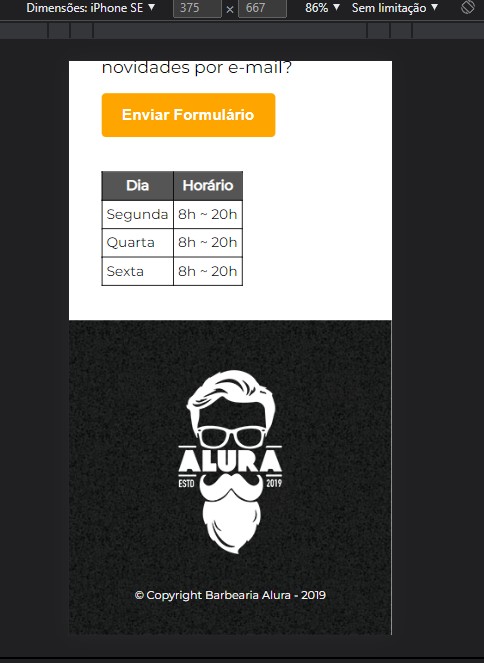 Dimensões: iPhone SE ▼ 375 × 667 86% ▼ Sem limitação ▼
novidades por e-mail?
Enviar Formulário
Dia Horário
Segunda 8h ~ 20h
Quarta 8h ~ 20h
Sexta 8h ~ 20h
ALURA
ESTD 2019
© Copyright Barbearia Alura - 2019